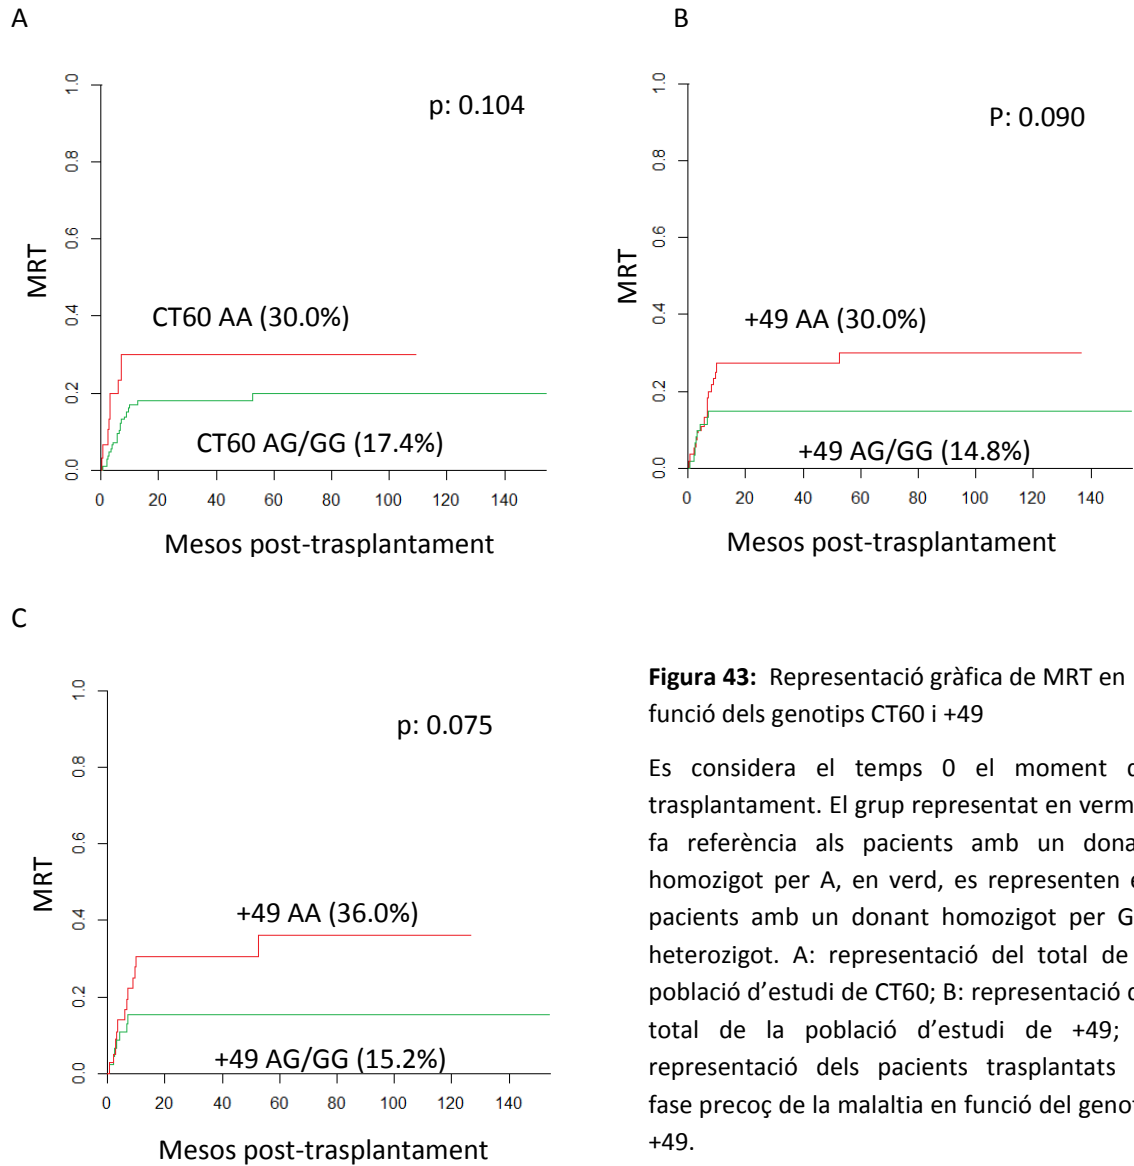 A
B
p: 0.104
P: 0.090
MRT
1.0
0.8
0.6
0.4
0.2
0.0
CT60 AA (30.0%)
CT60 AG/GG (17.4%)
0 20 40 60 80 100 120 140
Mesos post-trasplantament
MRT
1.0
0.8
0.6
0.4
0.2
0.0
+49 AA (30.0%)
+49 AG/GG (14.8%)
0 20 40 60 80 100 120 140
Mesos post-trasplantament
C
p: 0.075
MRT
1.0
0.8
0.6
0.4
0.2
0.0
+49 AA (36.0%)
+49 AG/GG (15.2%)
0 20 40 60 80 100 120 140
Mesos post-trasplantament
Figura 43: Representació gràfica de MRT en
funció dels genotips CT60 i +49
Es considera el temps 0 el moment
trasplantament. El grup representat en
fa referència als pacients amb un
homozigot per A, en verd, es representen
pacients amb un donant homozigot per G
heterozigot. A: representació del total de
població d'estudi de CT60; B: representació
total de la població d'estudi de +49;
representació dels pacients trasplantats
fase precoç de la malaltia en funció del
+49.